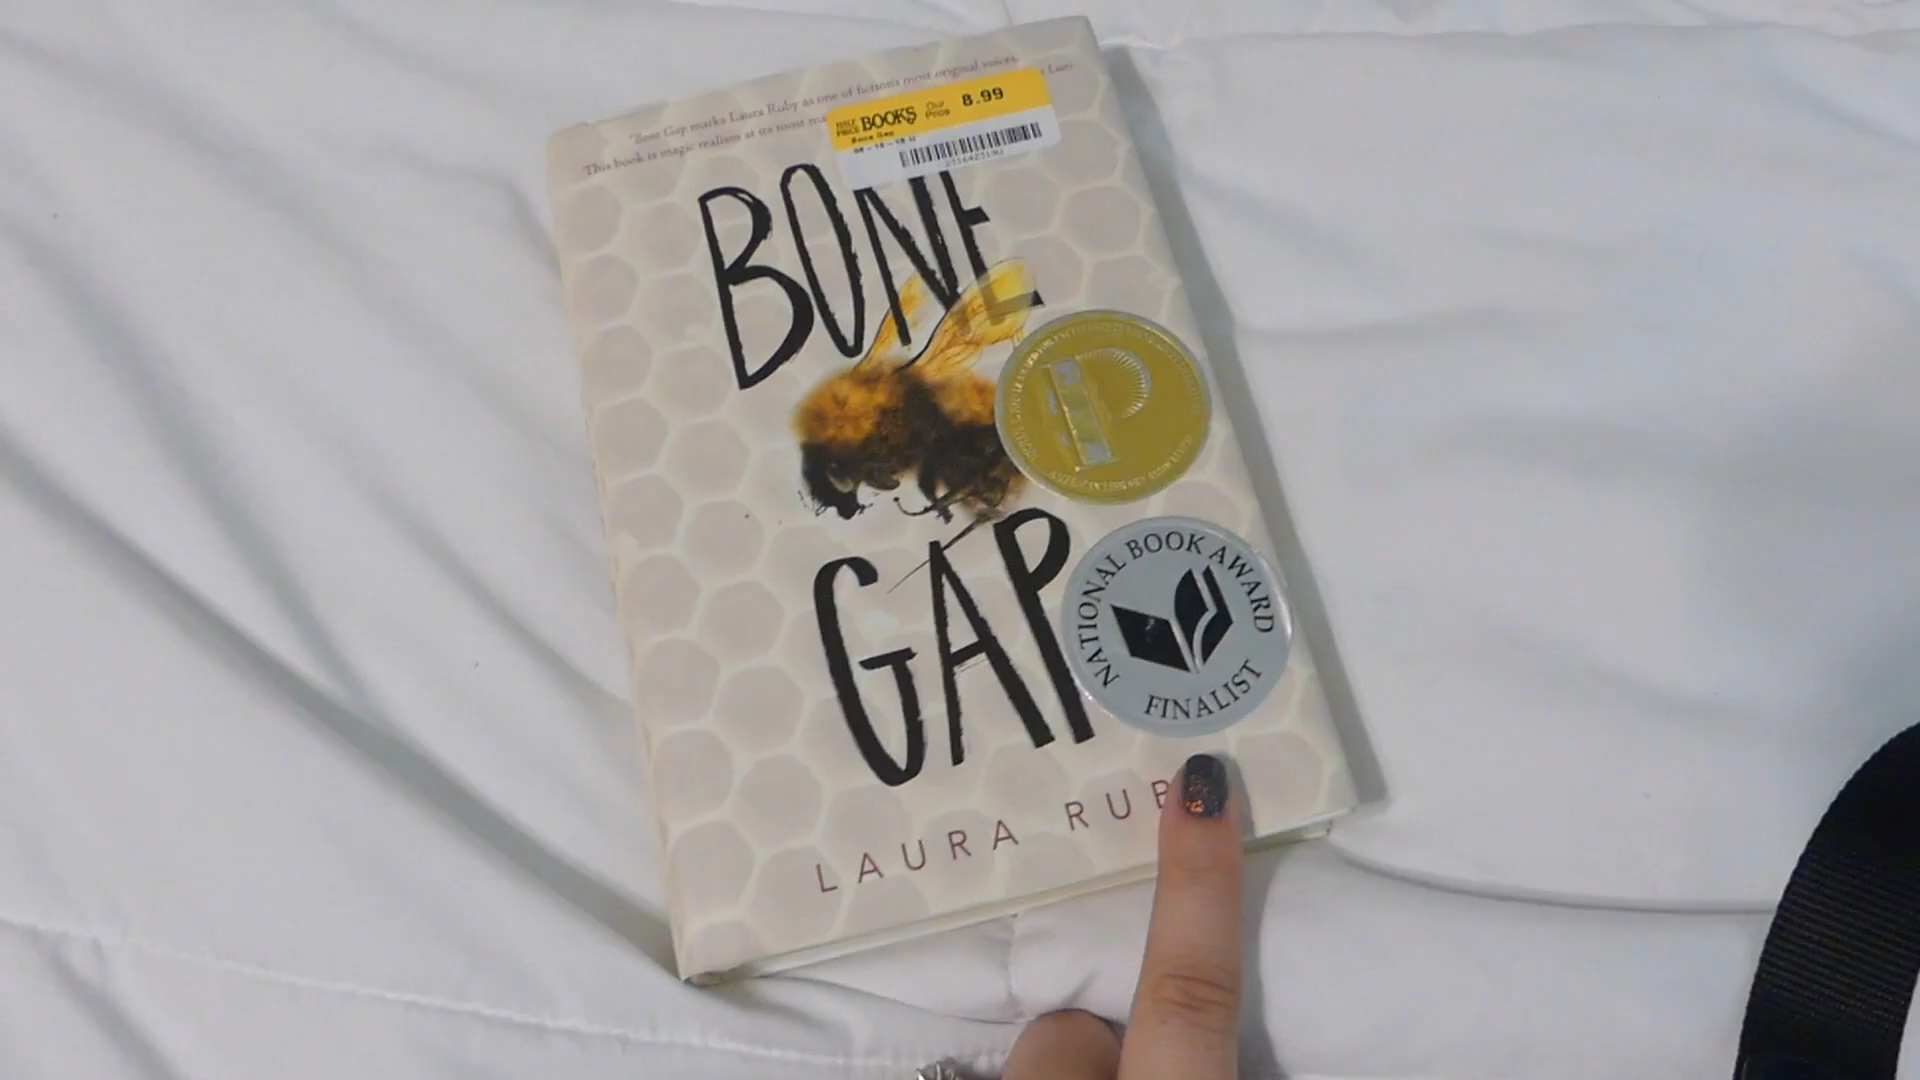 "Bone Gap marks Laura Ruby as one of fiction's most original voices.
This book is magic realism at its most
HALF PRICE BOOKS Our Price 8.99
Bone Gap
BONE
P
GAP
NATIONAL BOOK AWARD
FINALIST
LAURA RUB